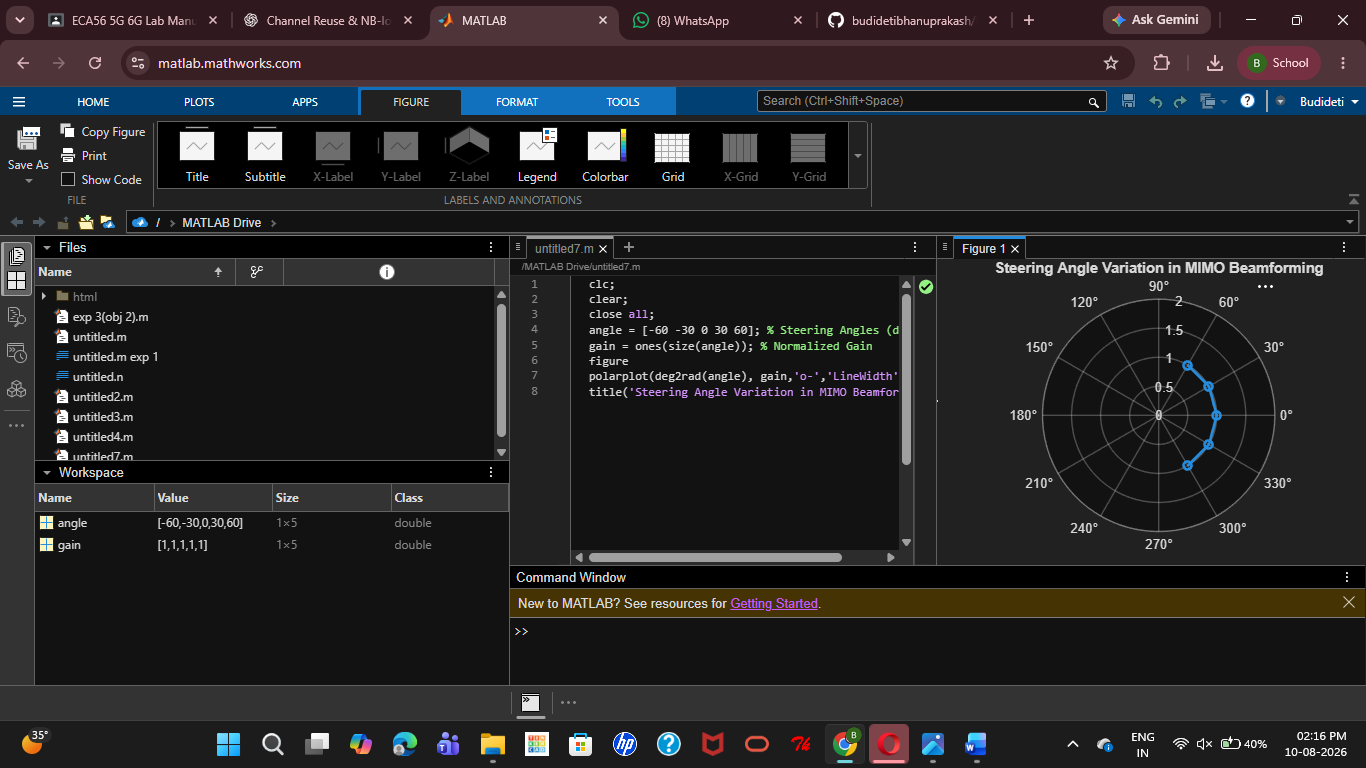 ECA56 5G 6G Lab Manu
Channel Reuse & NB-Io
MATLAB
(8) WhatsApp
budidetibhanuprakash/
Ask Gemini
matlab.mathworks.com
B School
HOME
PLOTS
APPS
FIGURE
FORMAT
TOOLS
Search (Ctrl+Shift+Space)
Budideti
Save As
Copy Figure
Print
Show Code
FILE
Title
Subtitle
X-Label
Y-Label
Z-Label
Legend
Colorbar
Grid
X-Grid
Y-Grid
LABELS AND ANNOTATIONS
/ > MATLAB Drive >
Files
Name
html
exp 3(obj 2).m
untitled.m
untitled.m exp 1
untitled.n
untitled2.m
untitled3.m
untitled4.m
untitled7.m
Workspace
Name Value Size Class
angle [-60,-30,0,30,60] 1×5 double
gain [1,1,1,1,1] 1×5 double
untitled7.m
/MATLAB Drive/untitled7.m
1 clc;
2 clear;
3 close all;
4 angle = [-60 -30 0 30 60]; % Steering Angles (d
5 gain = ones(size(angle)); % Normalized Gain
6 figure
7 polarplot(deg2rad(angle), gain,'o-','LineWidth'
8 title('Steering Angle Variation in MIMO Beamfor
Figure 1
Steering Angle Variation in MIMO Beamforming
90°
120°
2
60°
1.5
150°
30°
1
0.5
180°
0
0°
210°
330°
240°
300°
270°
Command Window
New to MATLAB? See resources for Getting Started.
>>
35°
ENG
IN
40%
02:16 PM
10-08-2026